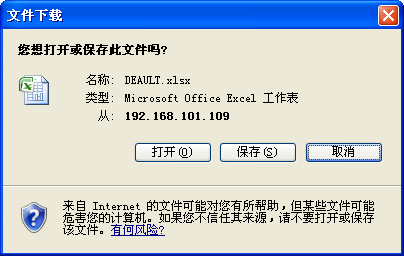 文件下载
您想打开或保存此文件吗?
名称: DEAULT.xlsx
类型: Microsoft Office Excel 工作表
从: 192.168.101.109
打开(O) 保存(S) 取消
来自 Internet 的文件可能对您有所帮助,但某些文件可能
危害您的计算机。如果您不信任其来源,请不要打开或保存
该文件。有何风险?